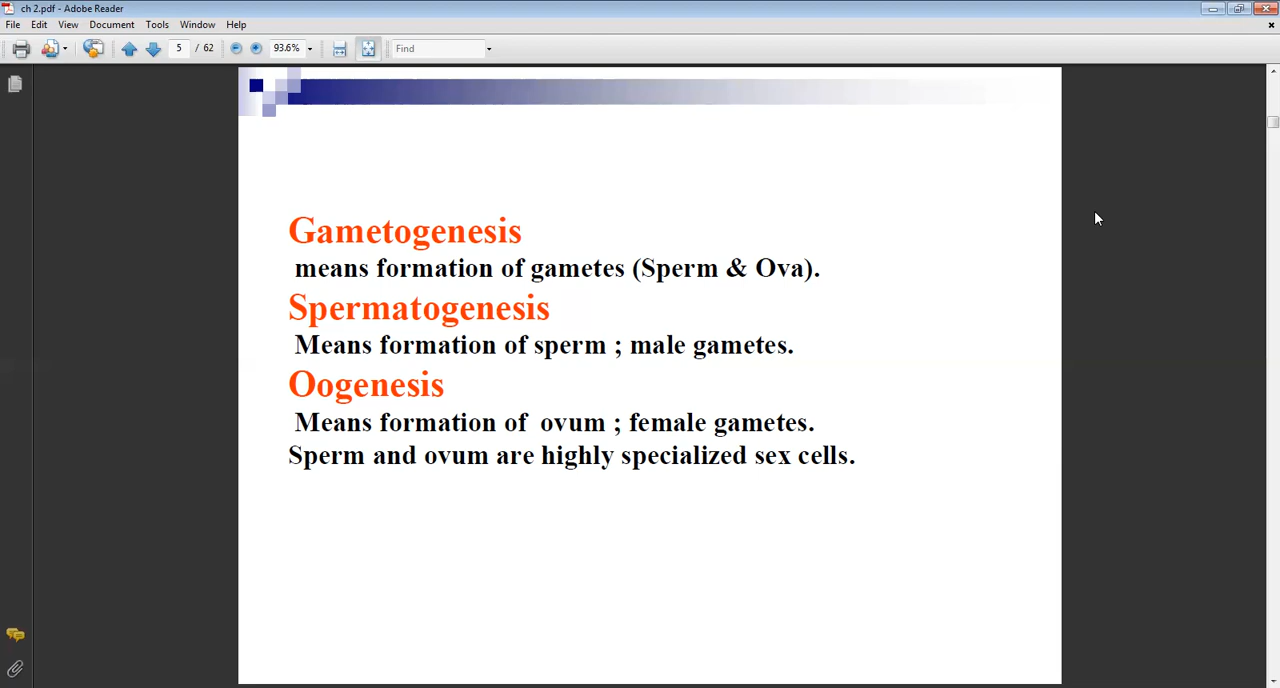 ch 2.pdf - Adobe Reader
File Edit View Document Tools Window Help
5 / 62 93.6% Find
Gametogenesis
means formation of gametes (Sperm & Ova).
Spermatogenesis
Means formation of sperm ; male gametes.
Oogenesis
Means formation of ovum ; female gametes.
Sperm and ovum are highly specialized sex cells.